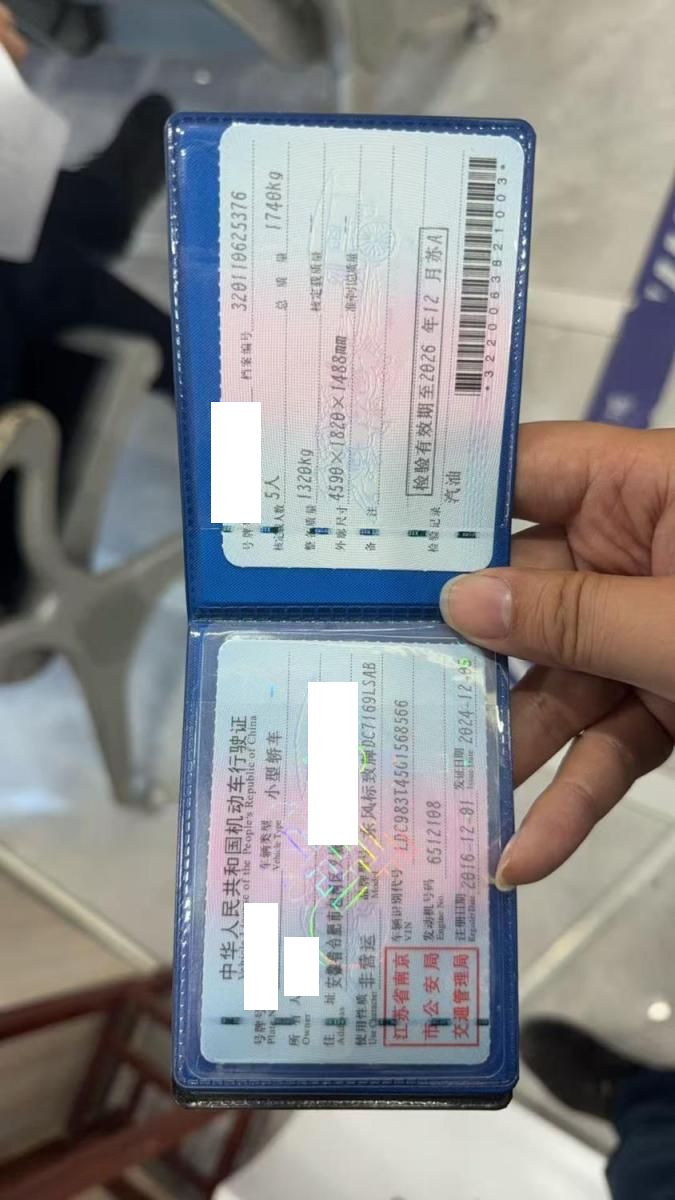 中华人民共和国机动车行驶证
Vehicle License of the People's Republic of China
号牌号
Plate N
车辆类型 小型轿车
Vehicle Type
所 人
Owner
住 址 安徽省合肥市 区
Address
使用性质 非营运
Use Character
东风标致牌DC7169LSAB
Model
江苏省南京
市公安局
交通管理局
车辆识别代号 LDC983T45G1568566
VIN
发动机号码 6512108
Engine No.
注册日期 2016-12-01 发证日期 2024-12-05
Register Date Issue Date
号牌 档案编号 320110625376
核定载人数 5人 总质量 1740kg
整备质量 1320kg 核定载质量
外廓尺寸 4590×1820×1488mm 准牵引总质量
备 注
检验有效期至2026年12月苏A
检验记录
汽油
*3220063821003*